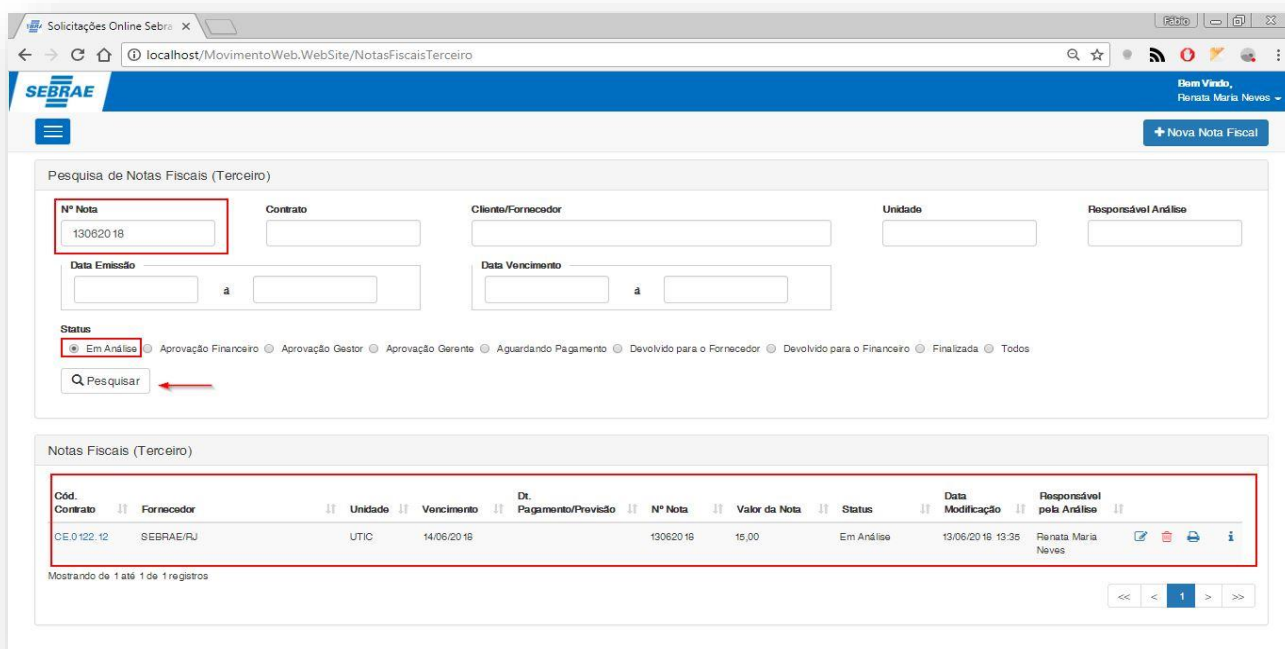 Solicitações Online Sebra
Fábio
localhost/MovimentoWeb.WebSite/NotasFiscaisTerceiro
SEBRAE
Bem Vindo,
Renata Maria Neves
+ Nova Nota Fiscal
Pesquisa de Notas Fiscais (Terceiro)
Nº Nota Contrato Cliente/Fornecedor Unidade Responsável Análise
13062018
Data Emissão Data Vencimento
à à
Status
Em Análise Aprovação Financeiro Aprovação Gestor Aprovação Gerente Aguardando Pagamento Devolvido para o Fornecedor Devolvido para o Financeiro Finalizada Todos
Pesquisar
Notas Fiscais (Terceiro)
Cód. Contrato Fornecedor Unidade Vencimento Dt. Pagamento/Previsão Nº Nota Valor da Nota Status Data Modificação Responsável pela Análise
CE.0122.12 SEBRAE/RJ UTIC 14/06/2018 13062018 15,00 Em Análise 13/06/2018 13:35 Renata Maria Neves
Mostrando de 1 até 1 de 1 registros
<< < 1 > >>